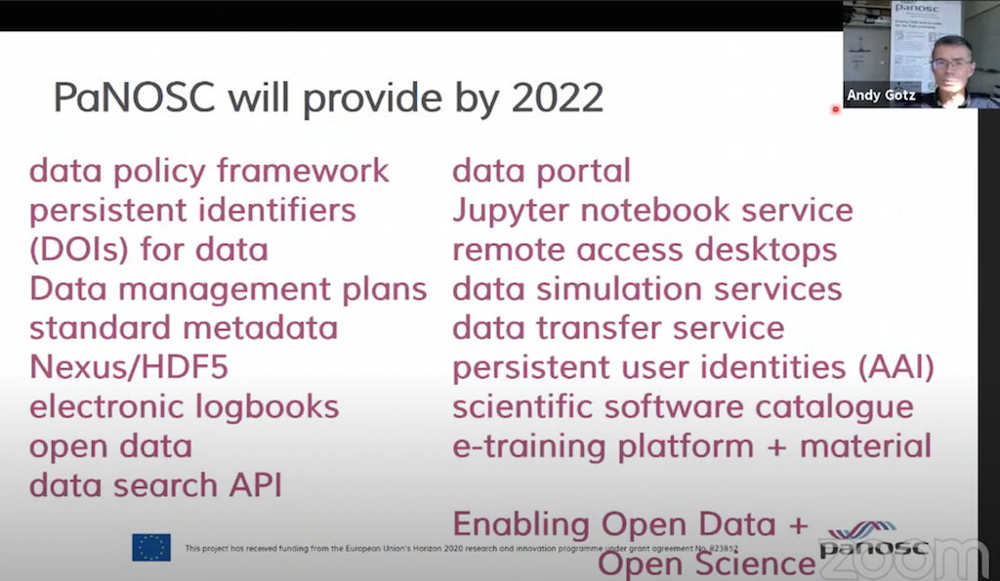 PaNOSC will provide by 2022
data policy framework
persistent identifiers
(DOIs) for data
Data management plans
standard metadata
Nexus/HDF5
electronic logbooks
open data
data search API
data portal
Jupyter notebook service
remote access desktops
data simulation services
data transfer service
persistent user identities (AAI)
scientific software catalogue
e-training platform + material
Enabling Open Data +
Open Science
This project has received funding from the European Union's Horizon 2020 research and innovation programme under grant agreement No. 823852
panosc
zoom
panosc
Andy Gotz